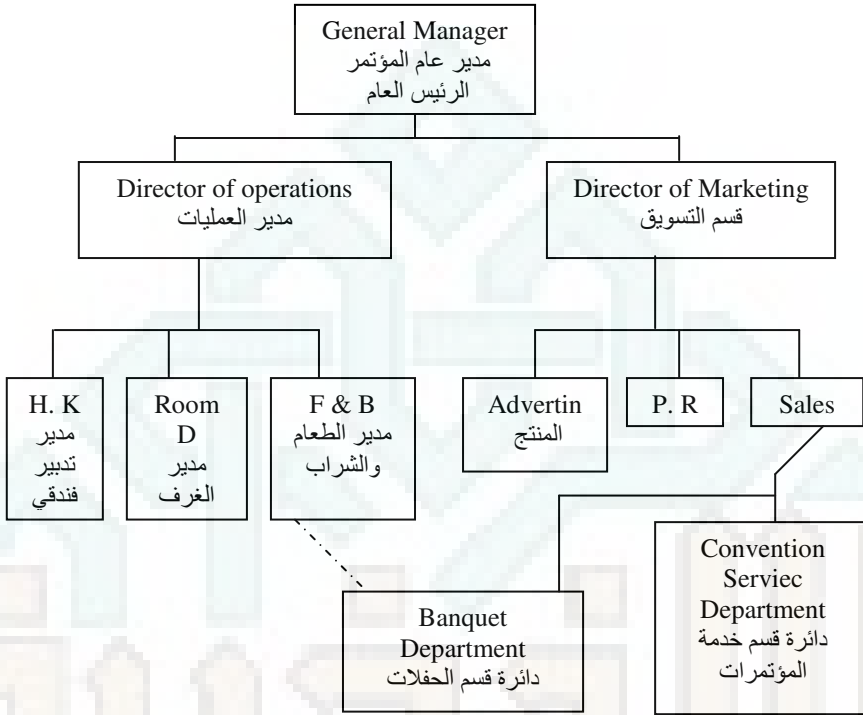 General Manager
مدير عام المؤتمر
الرئيس العام
Director of operations
مدير العمليات
Director of Marketing
قسم التسويق
H. K
مدير
تدبير
فندقي
Room
D
مدير
الغرف
F & B
مدير الطعام
والشراب
Advertin
المنتج
P. R
Sales
Banquet
Department
دائرة قسم الحفلات
Convention
Serviec
Department
دائرة قسم خدمة
المؤتمرات